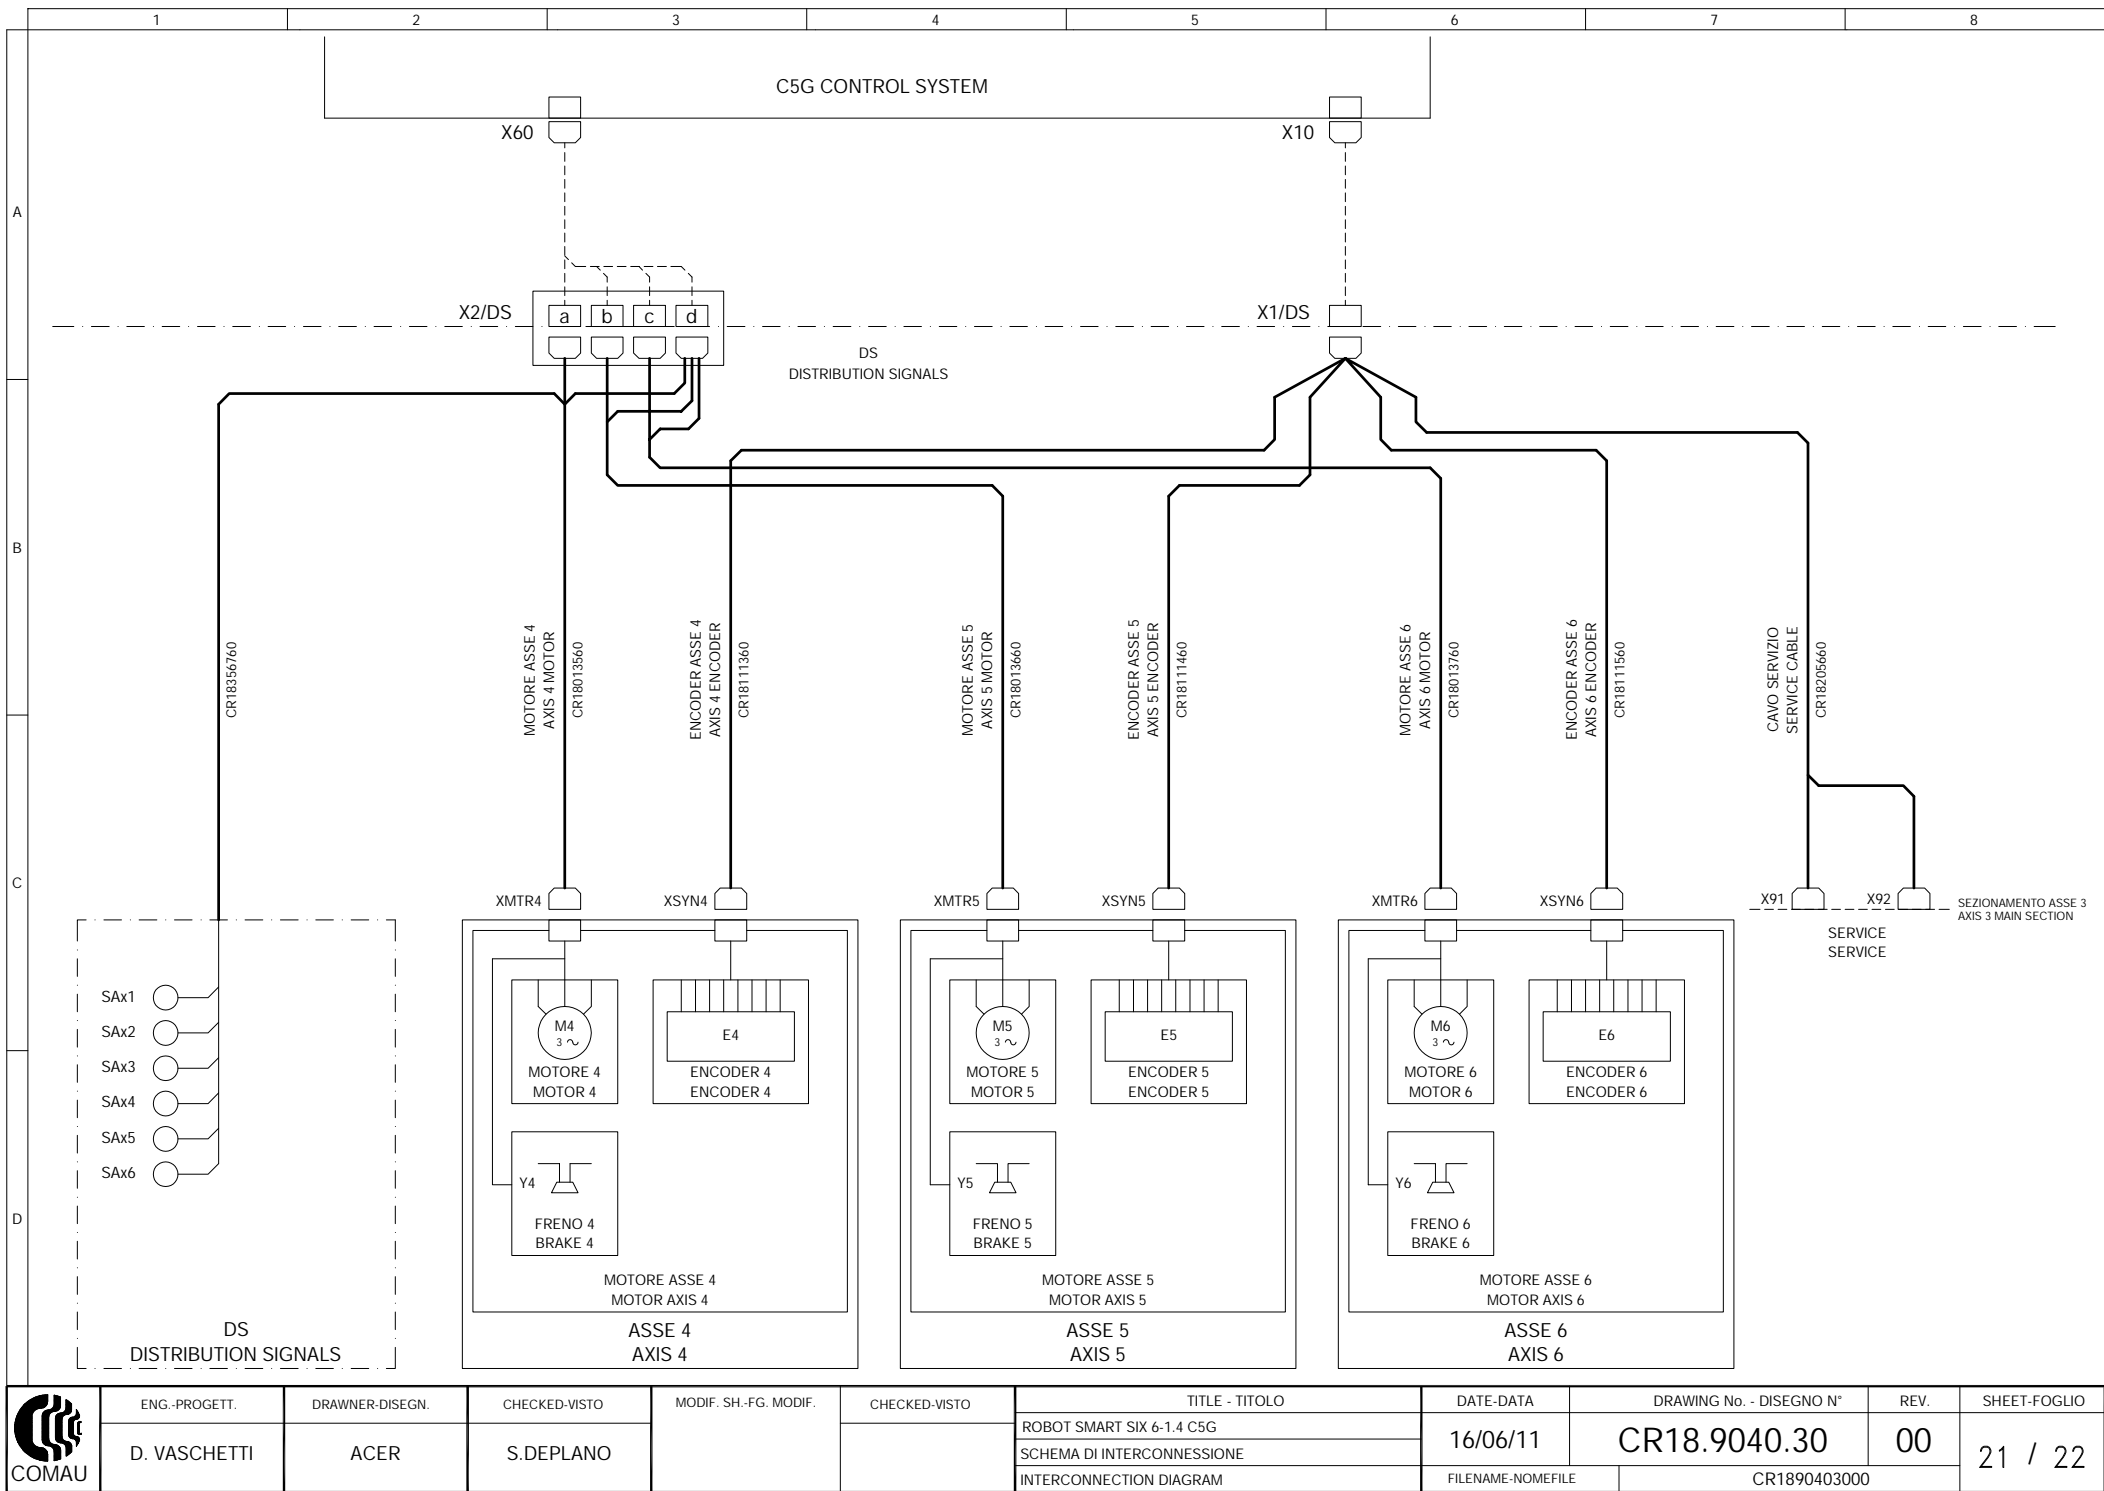 1 2 3 4 5 6 7 8
C5G CONTROL SYSTEM
X60
X10
A
X2/DS
a b c d
X1/DS
DS
DISTRIBUTION SIGNALS
B
CR18356760
MOTORE ASSE 4
AXIS 4 MOTOR
CR18013560
ENCODER ASSE 4
AXIS 4 ENCODER
CR18111360
MOTORE ASSE 5
AXIS 5 MOTOR
CR18013660
ENCODER ASSE 5
AXIS 5 ENCODER
CR18111460
MOTORE ASSE 6
AXIS 6 MOTOR
CR18013760
ENCODER ASSE 6
AXIS 6 ENCODER
CR18111560
CAVO SERVIZIO
SERVICE CABLE
CR18205660
C
XMTR4
XSYN4
XMTR5
XSYN5
XMTR6
XSYN6
X91
X92
SEZIONAMENTO ASSE 3
AXIS 3 MAIN SECTION
SERVICE
SERVICE
SAx1
SAx2
SAx3
SAx4
SAx5
SAx6
D
DS
DISTRIBUTION SIGNALS
M4
3 ~
MOTORE 4
MOTOR 4
E4
ENCODER 4
ENCODER 4
Y4
FRENO 4
BRAKE 4
MOTORE ASSE 4
MOTOR AXIS 4
ASSE 4
AXIS 4
M5
3 ~
MOTORE 5
MOTOR 5
E5
ENCODER 5
ENCODER 5
Y5
FRENO 5
BRAKE 5
MOTORE ASSE 5
MOTOR AXIS 5
ASSE 5
AXIS 5
M6
3 ~
MOTORE 6
MOTOR 6
E6
ENCODER 6
ENCODER 6
Y6
FRENO 6
BRAKE 6
MOTORE ASSE 6
MOTOR AXIS 6
ASSE 6
AXIS 6
COMAU
ENG.-PROGETT.
D. VASCHETTI
DRAWNER-DISEGN.
ACER
CHECKED-VISTO
S.DEPLANO
MODIF. SH.-FG. MODIF.
CHECKED-VISTO
TITLE - TITOLO
ROBOT SMART SIX 6-1.4 C5G
SCHEMA DI INTERCONNESSIONE
INTERCONNECTION DIAGRAM
DATE-DATA
16/06/11
DRAWING No. - DISEGNO N°
CR18.9040.30
REV.
00
FILENAME-NOMEFILE
CR1890403000
SHEET-FOGLIO
21 / 22